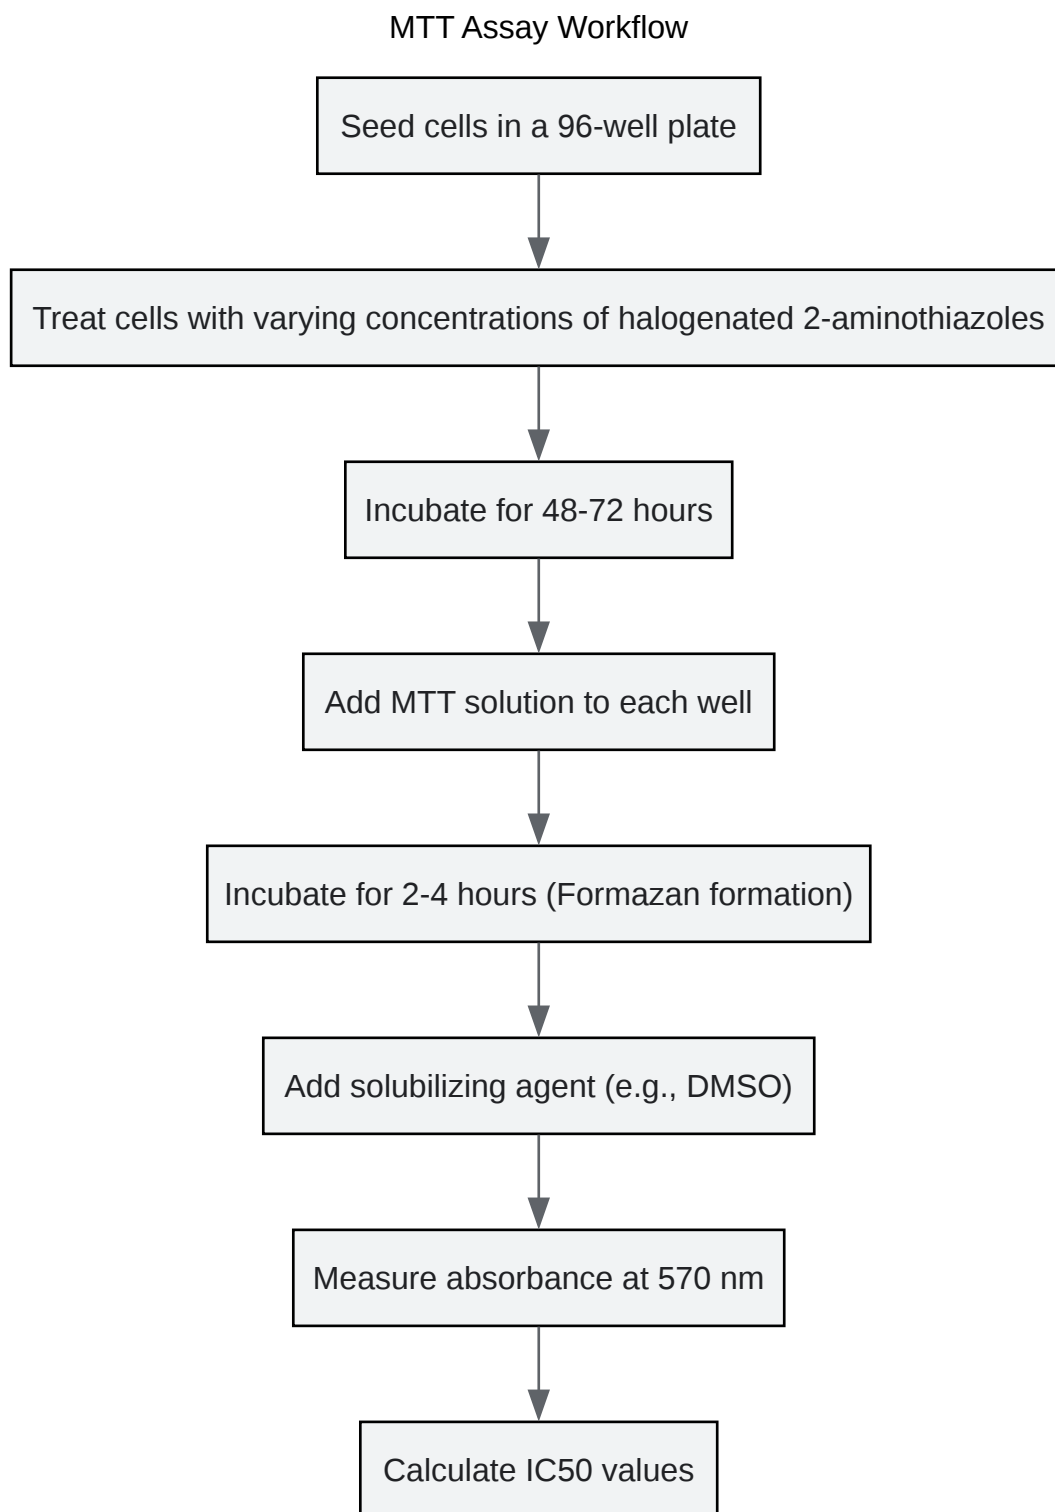 MTT Assay Workflow
Seed cells in a 96-well plate
Treat cells with varying concentrations of halogenated 2-aminothiazoles
Incubate for 48-72 hours
Add MTT solution to each well
Incubate for 2-4 hours (Formazan formation)
Add solubilizing agent (e.g., DMSO)
Measure absorbance at 570 nm
Calculate IC50 values